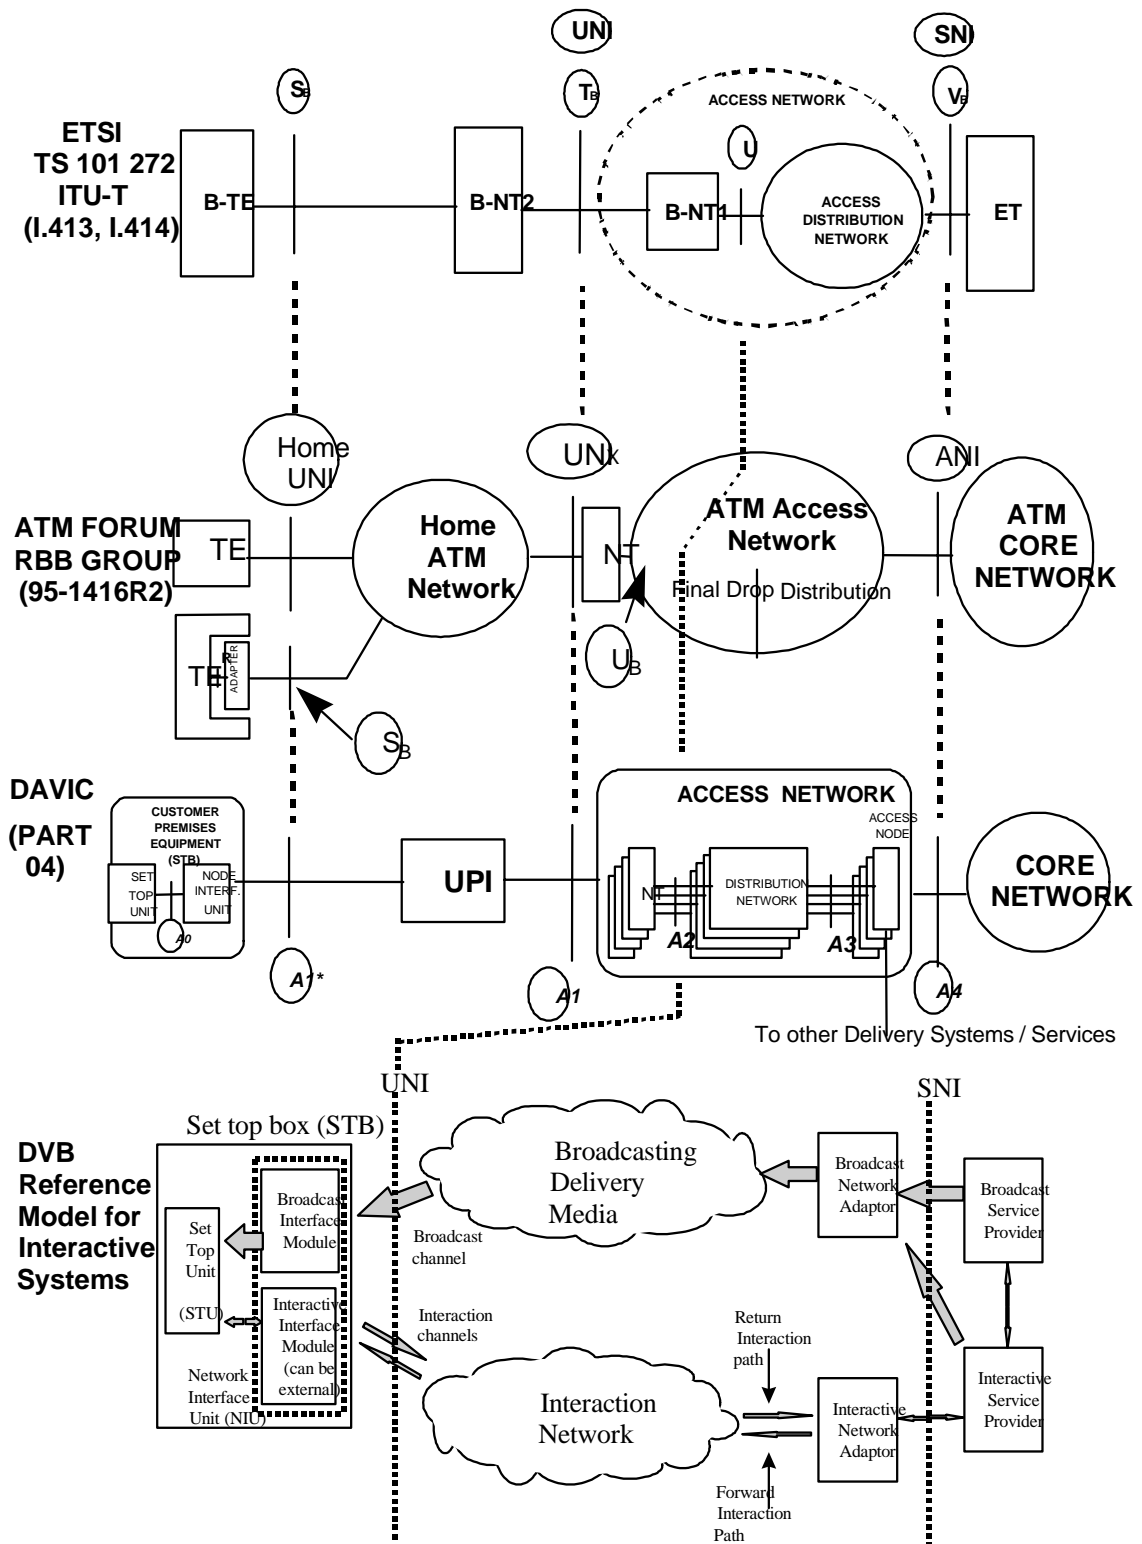 UNI
SNI
SB
TB
VB
ACCESS NETWORK
U
ETSI
TS 101 272
ITU-T
(I.413, I.414)
B-TE
B-NT2
B-NT1
ACCESS
DISTRIBUTION
NETWORK
ET
Home
UNI
UNx
ANI
ATM FORUM
RBB GROUP
(95-1416R2)
TE
Home
ATM
Network
NT
ATM Access
Network
Final Drop Distribution
ATM
CORE
NETWORK
TE
R
ADAPTER
UB
SB
DAVIC
(PART
04)
CUSTOMER
PREMISES
EQUIPMENT
(STB)
SET
TOP
UNIT
NODE
INTERF.
UNIT
A0
A1*
UPI
A1
ACCESS NETWORK
ACCESS
NODE
NT
DISTRIBUTION
NETWORK
A2
A3
CORE
NETWORK
A4
To other Delivery Systems / Services
UNI
SNI
DVB
Reference
Model for
Interactive
Systems
Set top box (STB)
Set
Top
Unit
(STU)
Broadcast
Interface
Module
Interactive
Interface
Module
(can be
external)
Network
Interface
Unit (NIU)
Broadcast
channel
Interaction
channels
Broadcasting
Delivery
Media
Broadcast
Network
Adaptor
Broadcast
Service
Provider
Return
Interaction
path
Interaction
Network
Interactive
Network
Adaptor
Interactive
Service
Provider
Forward
Interaction
Path